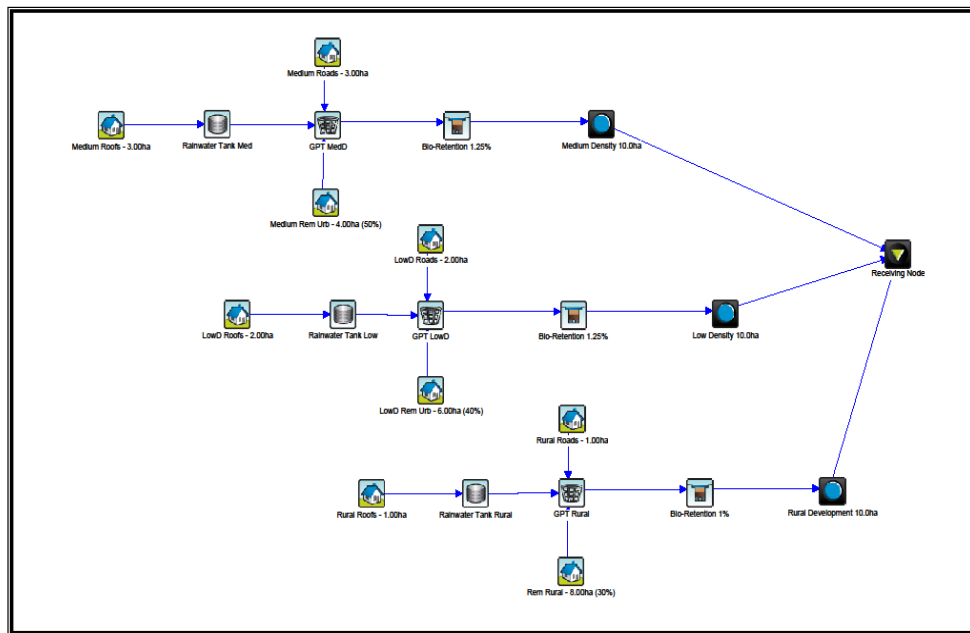 Medium Roads - 3.00ha
Medium Roofs - 3.00ha
Rainwater Tank Med
GPT MedD
Bio-Retention 1.25%
Medium Density 10.0ha
Medium Rem Urb - 4.00ha (50%)
LowD Roads - 2.00ha
Receiving Node
LowD Roofs - 2.00ha
Rainwater Tank Low
GPT LowD
Bio-Retention 1.25%
Low Density 10.0ha
LowD Rem Urb - 6.00ha (40%)
Rural Roads - 1.00ha
Rural Roofs - 1.00ha
Rainwater Tank Rural
GPT Rural
Bio-Retention 1%
Rural Development 10.0ha
Rem Rural - 8.00ha (30%)